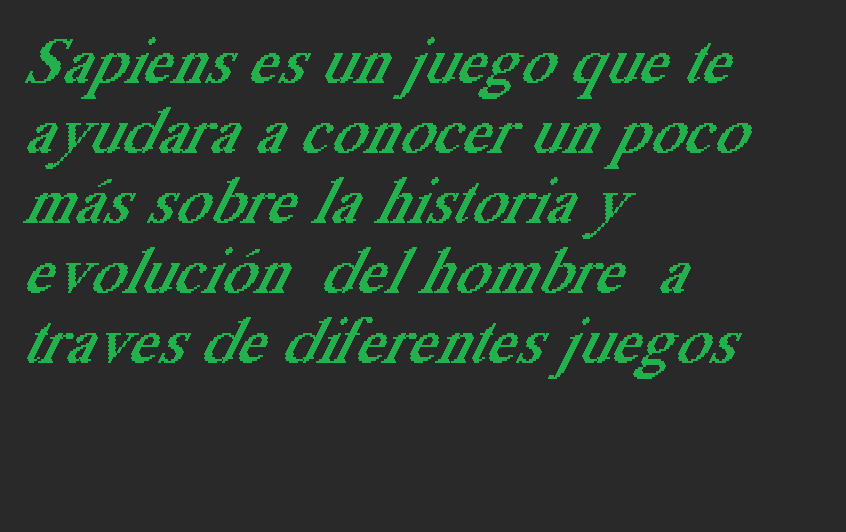 Sapiens es un juego que te
ayudara a conocer un poco
más sobre la historia y
evolución del hombre a
traves de diferentes juegos